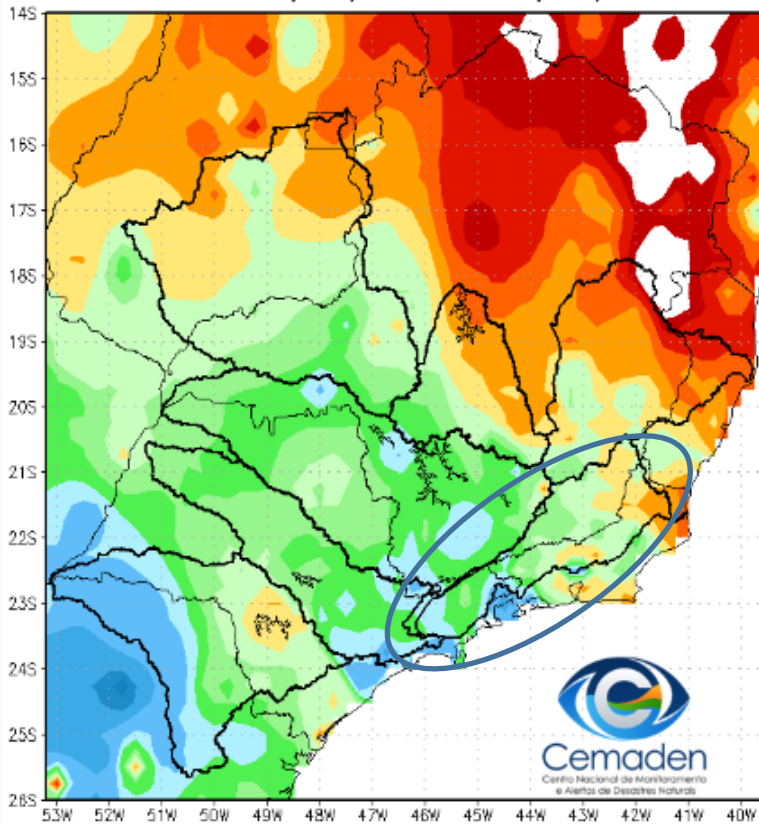 14S
15S
16S
17S
18S
19S
20S
21S
22S
23S
24S
25S
26S
53W 52W 51W 50W 49W 48W 47W 46W 45W 44W 43W 42W 41W 40W
Cemaden
Centro Nacional de Monitoramento
e Alertas de Desastres Naturais